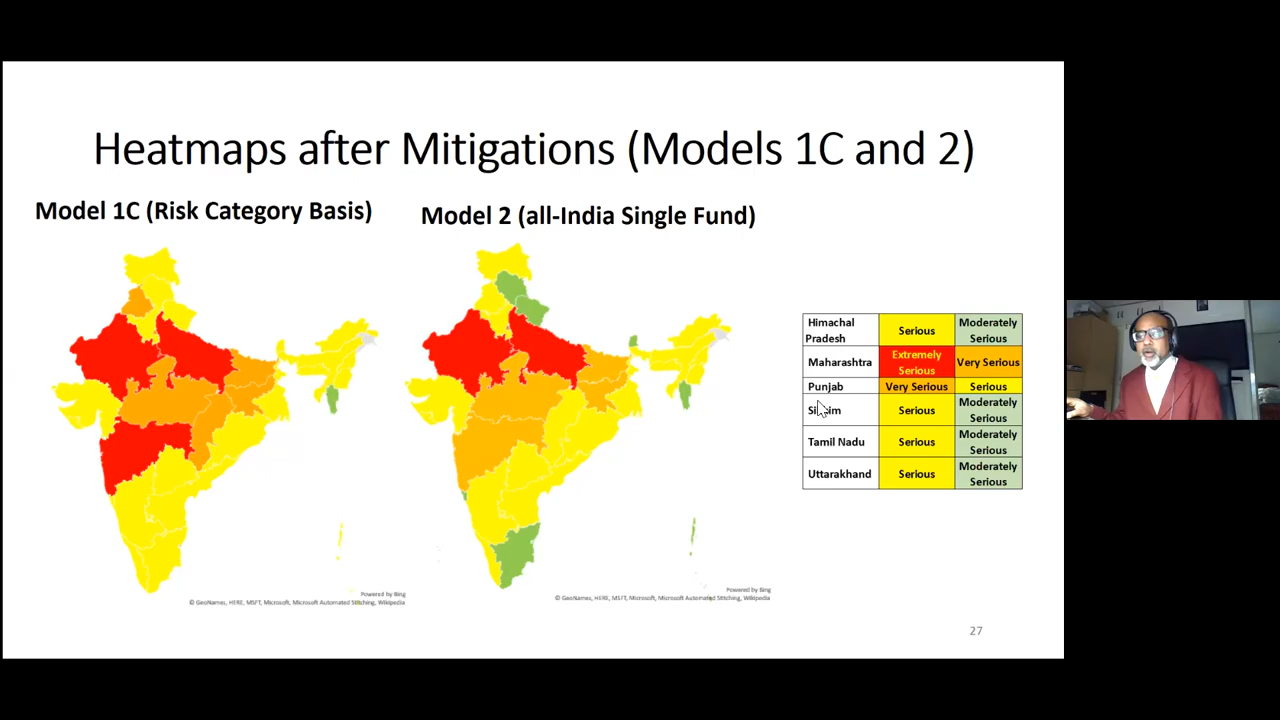 Heatmaps after Mitigations (Models 1C and 2)
Model 1C (Risk Category Basis)
Model 2 (all-India Single Fund)
Himachal
Pradesh
Serious
Moderately
Serious
Maharashtra
Extremely
Serious
Very Serious
Punjab
Very Serious
Serious
Serious
Moderately
Serious
Tamil Nadu
Serious
Moderately
Serious
Uttarakhand
Serious
Moderately
Serious
Powered by Bing
© GeoNames, HERE, MSFT, Microsoft, Microsoft Automated Stitching, Wikipedia
Powered by Bing
© GeoNames, HERE, MSFT, Microsoft, Microsoft Automated Stitching, Wikipedia
27